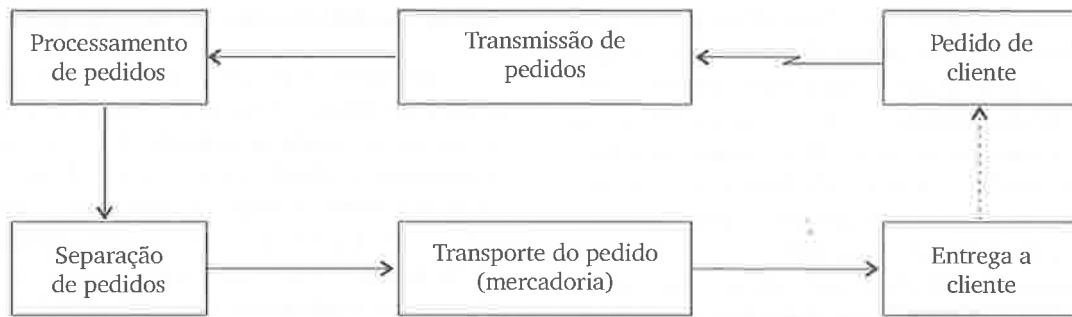 Processamento
de pedidos
Transmissão de
pedidos
Pedido de
cliente
Separação
de pedidos
Transporte do pedido
(mercadoria)
Entrega a
cliente